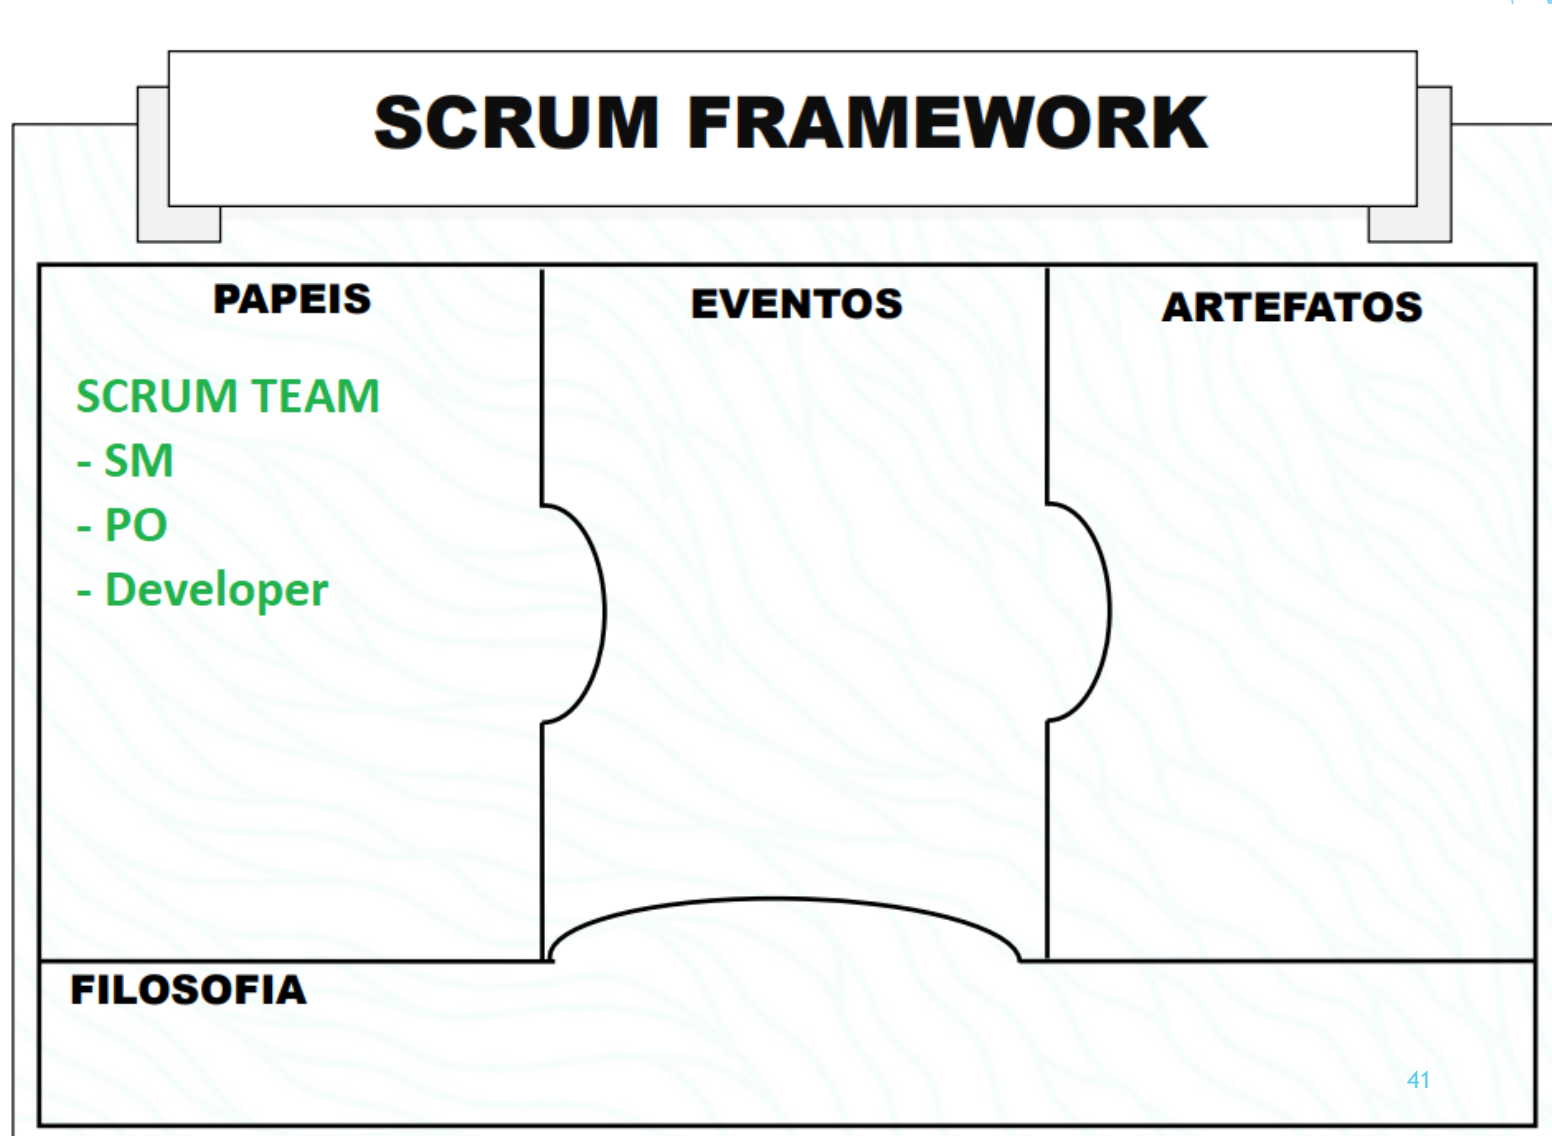 SCRUM FRAMEWORK
PAPEIS
EVENTOS
ARTEFATOS
SCRUM TEAM
- SM
- PO
- Developer
FILOSOFIA
41